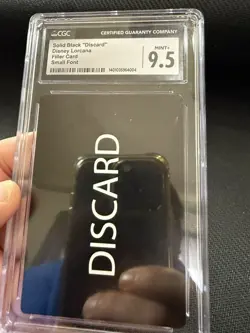 CGC
CERTIFIED GUARANTY COMPANY
Solid Black "Discard"
Disney Lorcana
Filler Card
Small Font
MINT+
9.5
DISCARD